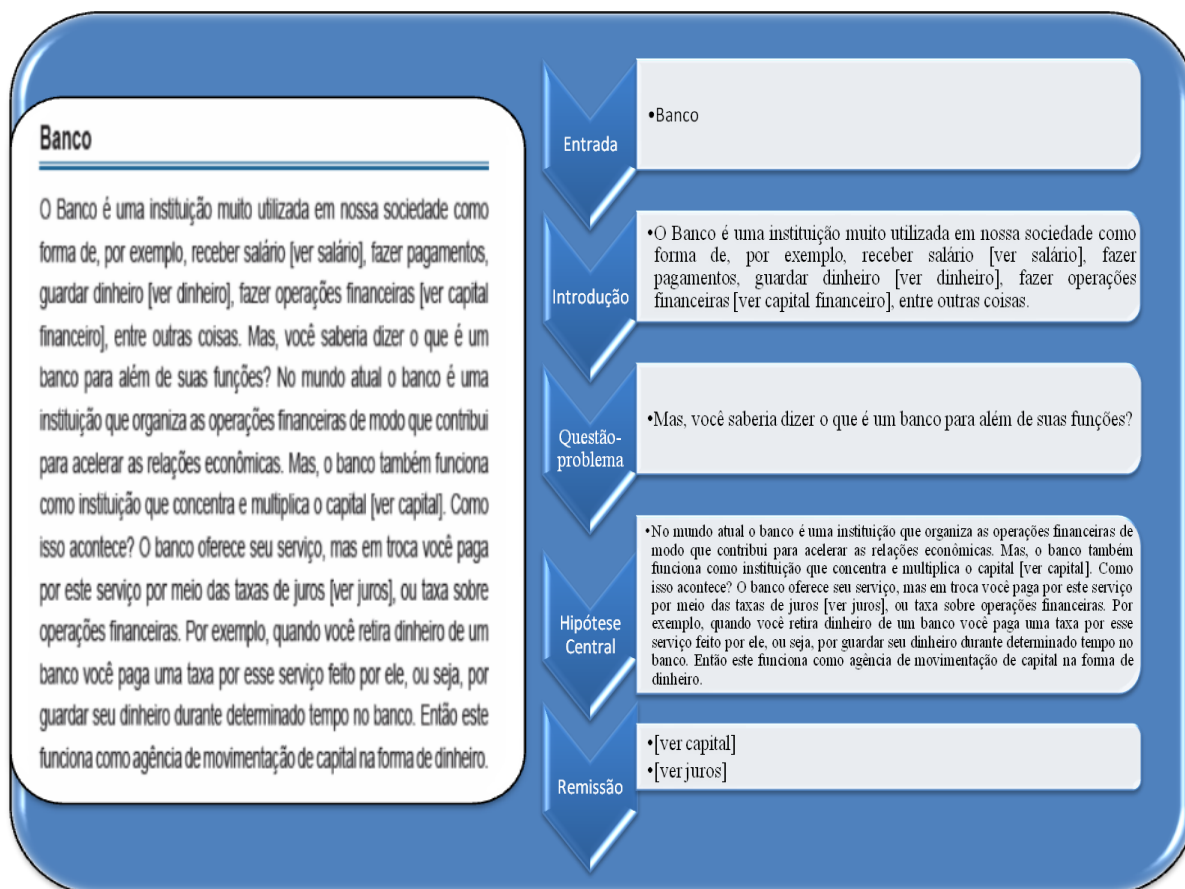 Banco
O Banco é uma instituição muito utilizada em nossa sociedade como
forma de, por exemplo, receber salário [ver salário], fazer pagamentos,
guardar dinheiro [ver dinheiro], fazer operações financeiras [ver capital
financeiro], entre outras coisas. Mas, você saberia dizer o que é um
banco para além de suas funções? No mundo atual o banco é uma
instituição que organiza as operações financeiras de modo que contribui
para acelerar as relações econômicas. Mas, o banco também funciona
como instituição que concentra e multiplica o capital [ver capital]. Como
isso acontece? O banco oferece seu serviço, mas em troca você paga
por este serviço por meio das taxas de juros [ver juros], ou taxa sobre
operações financeiras. Por exemplo, quando você retira dinheiro de um
banco você paga uma taxa por esse serviço feito por ele, ou seja, por
guardar seu dinheiro durante determinado tempo no banco. Então este
funciona como agência de movimentação de capital na forma de dinheiro.
Entrada
•Banco
Introdução
•O Banco é uma instituição muito utilizada em nossa sociedade como
forma de, por exemplo, receber salário [ver salário], fazer
pagamentos, guardar dinheiro [ver dinheiro], fazer operações
financeiras [ver capital financeiro], entre outras coisas.
Questão-
problema
•Mas, você saberia dizer o que é um banco para além de suas funções?
Hipótese
Central
•No mundo atual o banco é uma instituição que organiza as operações financeiras de
modo que contribui para acelerar as relações econômicas. Mas, o banco também
funciona como instituição que concentra e multiplica o capital [ver capital]. Como
isso acontece? O banco oferece seu serviço, mas em troca você paga por este serviço
por meio das taxas de juros [ver juros], ou taxa sobre operações financeiras. Por
exemplo, quando você retira dinheiro de um banco você paga uma taxa por esse
serviço feito por ele, ou seja, por guardar seu dinheiro durante determinado tempo no
banco. Então este funciona como agência de movimentação de capital na forma de
dinheiro.
Remissão
•[ver capital]
•[ver juros]